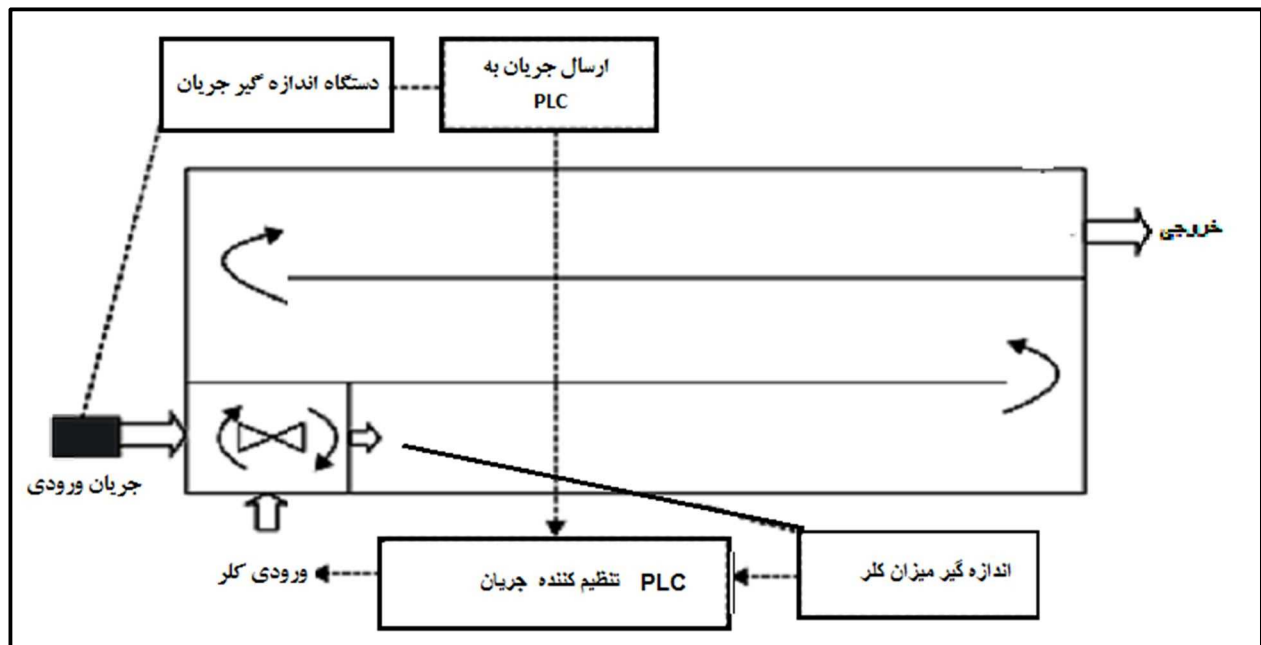 دستگاه اندازه گیر جریان
ارسال جریان به
PLC
خروجی
جریان ورودی
ورودی کلر
PLC تنظیم کننده جریان
اندازه گیر میزان کلر